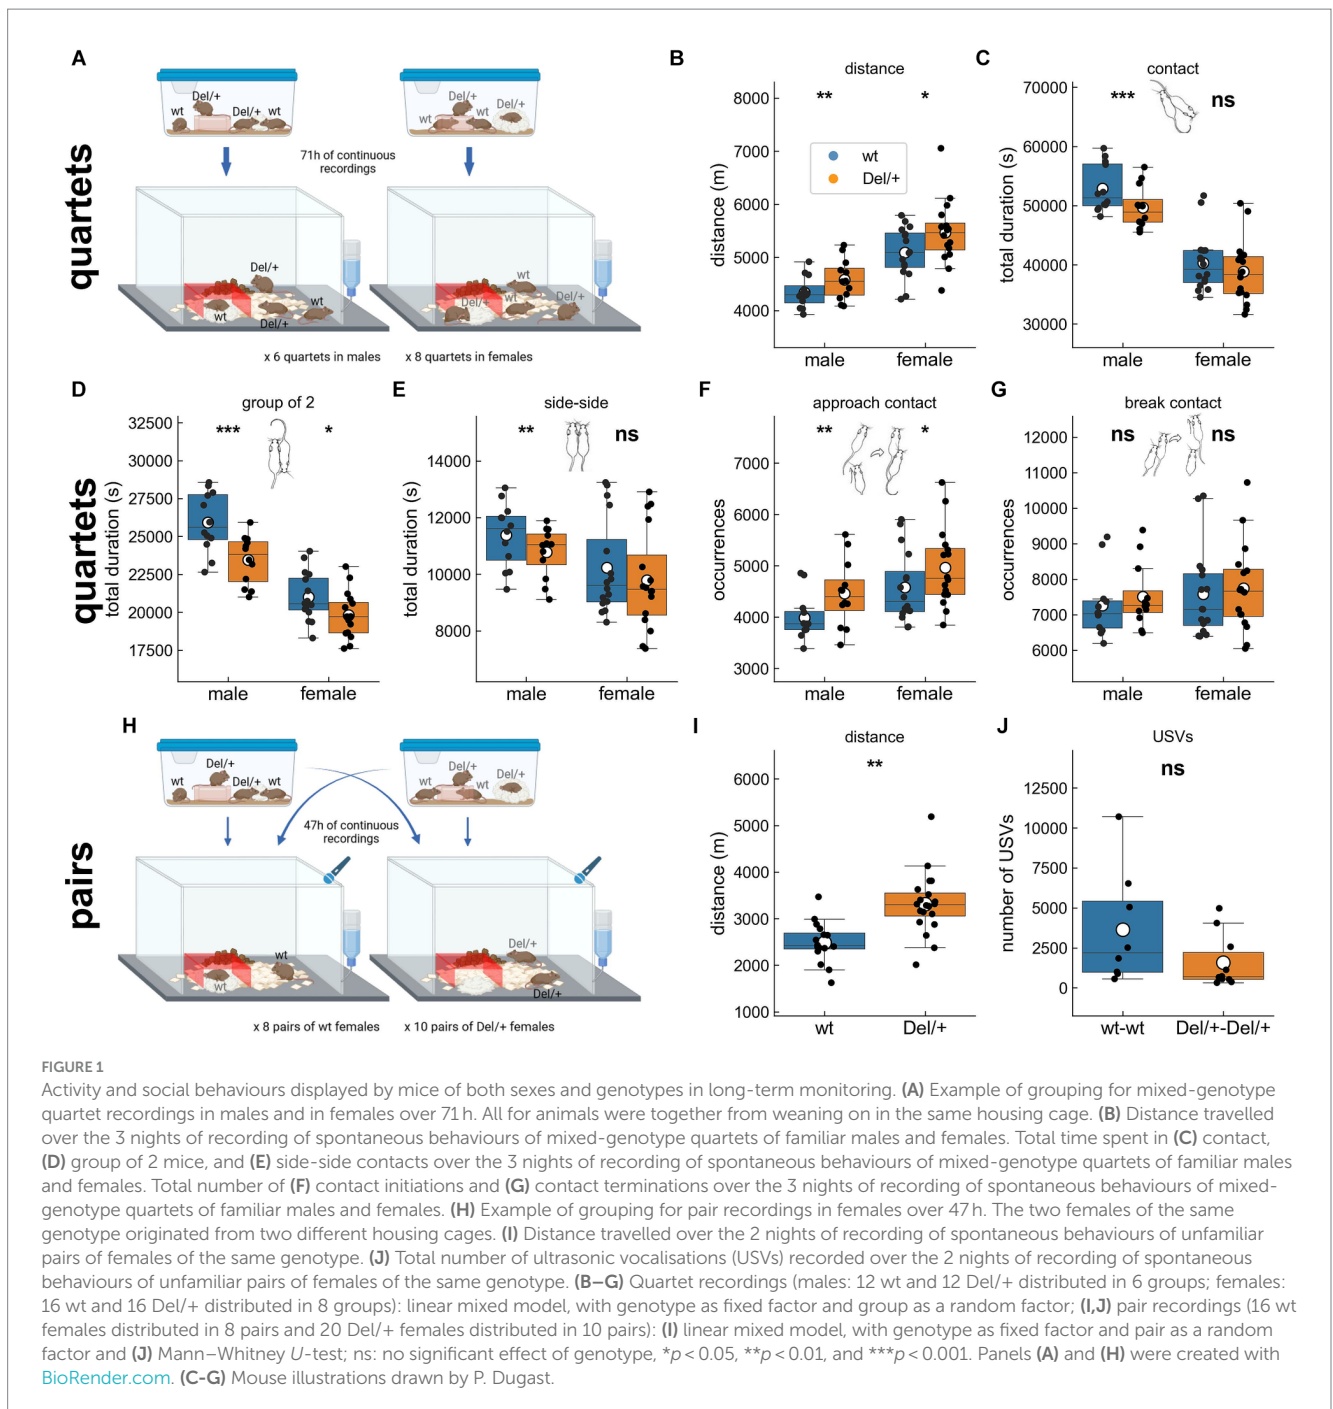 A
quartets
wt
Del/+
Del/+
wt
Del/+
wt
wt
Del/+
71h of continuous
recordings
Del/+
wt
wt
Del/+
wt
Del/+
wt
Del/+
x 6 quartets in males
x 8 quartets in females
B
distance
distance (m)
8000
7000
6000
5000
4000
**
*
wt
Del/+
male
female
C
contact
total duration (s)
70000
60000
50000
40000
30000
***
ns
male
female
quartets
D
group of 2
total duration (s)
32500
30000
27500
25000
22500
20000
17500
***
*
male
female
E
side-side
total duration (s)
14000
12000
10000
8000
**
ns
male
female
F
approach contact
occurrences
7000
6000
5000
4000
3000
**
*
male
female
G
break contact
occurrences
12000
11000
10000
9000
8000
7000
6000
ns
ns
male
female
pairs
H
wt
Del/+
Del/+
wt
Del/+
wt
wt
Del/+
47h of continuous
recordings
wt
wt
Del/+
Del/+
x 8 pairs of wt females
x 10 pairs of Del/+ females
I
distance
distance (m)
6000
5000
4000
3000
2000
1000
**
wt
Del/+
J
USVs
number of USVs
12500
10000
7500
5000
2500
0
ns
wt-wt
Del/+-Del/+
FIGURE 1
Activity and social behaviours displayed by mice of both sexes and genotypes in long-term monitoring. (A) Example of grouping for mixed-genotype
quartet recordings in males and in females over 71 h. All for animals were together from weaning on in the same housing cage. (B) Distance travelled
over the 3 nights of recording of spontaneous behaviours of mixed-genotype quartets of familiar males and females. Total time spent in (C) contact,
(D) group of 2 mice, and (E) side-side contacts over the 3 nights of recording of spontaneous behaviours of mixed-genotype quartets of familiar males
and females. Total number of (F) contact initiations and (G) contact terminations over the 3 nights of recording of spontaneous behaviours of mixed-
genotype quartets of familiar males and females. (H) Example of grouping for pair recordings in females over 47 h. The two females of the same
genotype originated from two different housing cages. (I) Distance travelled over the 2 nights of recording of spontaneous behaviours of unfamiliar
pairs of females of the same genotype. (J) Total number of ultrasonic vocalisations (USVs) recorded over the 2 nights of recording of spontaneous
behaviours of unfamiliar pairs of females of the same genotype. (B–G) Quartet recordings (males: 12 wt and 12 Del/+ distributed in 6 groups; females:
16 wt and 16 Del/+ distributed in 8 groups): linear mixed model, with genotype as fixed factor and group as a random factor; (I,J) pair recordings (16 wt
females distributed in 8 pairs and 20 Del/+ females distributed in 10 pairs): (I) linear mixed model, with genotype as fixed factor and pair as a random
factor and (J) Mann–Whitney U-test; ns: no significant effect of genotype, *p < 0.05, **p < 0.01, and ***p < 0.001. Panels (A) and (H) were created with
BioRender.com. (C-G) Mouse illustrations drawn by P. Dugast.